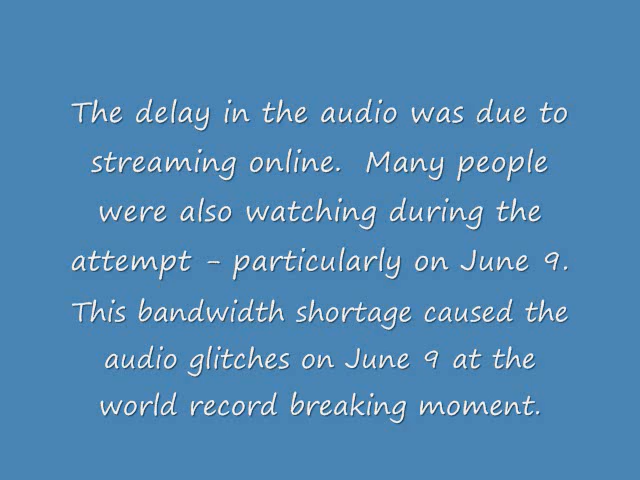 The delay in the audio was due to
streaming online.  Many people
were also watching during the
attempt - particularly on June 9.
This bandwidth shortage caused the
audio glitches on June 9 at the
world record breaking moment.